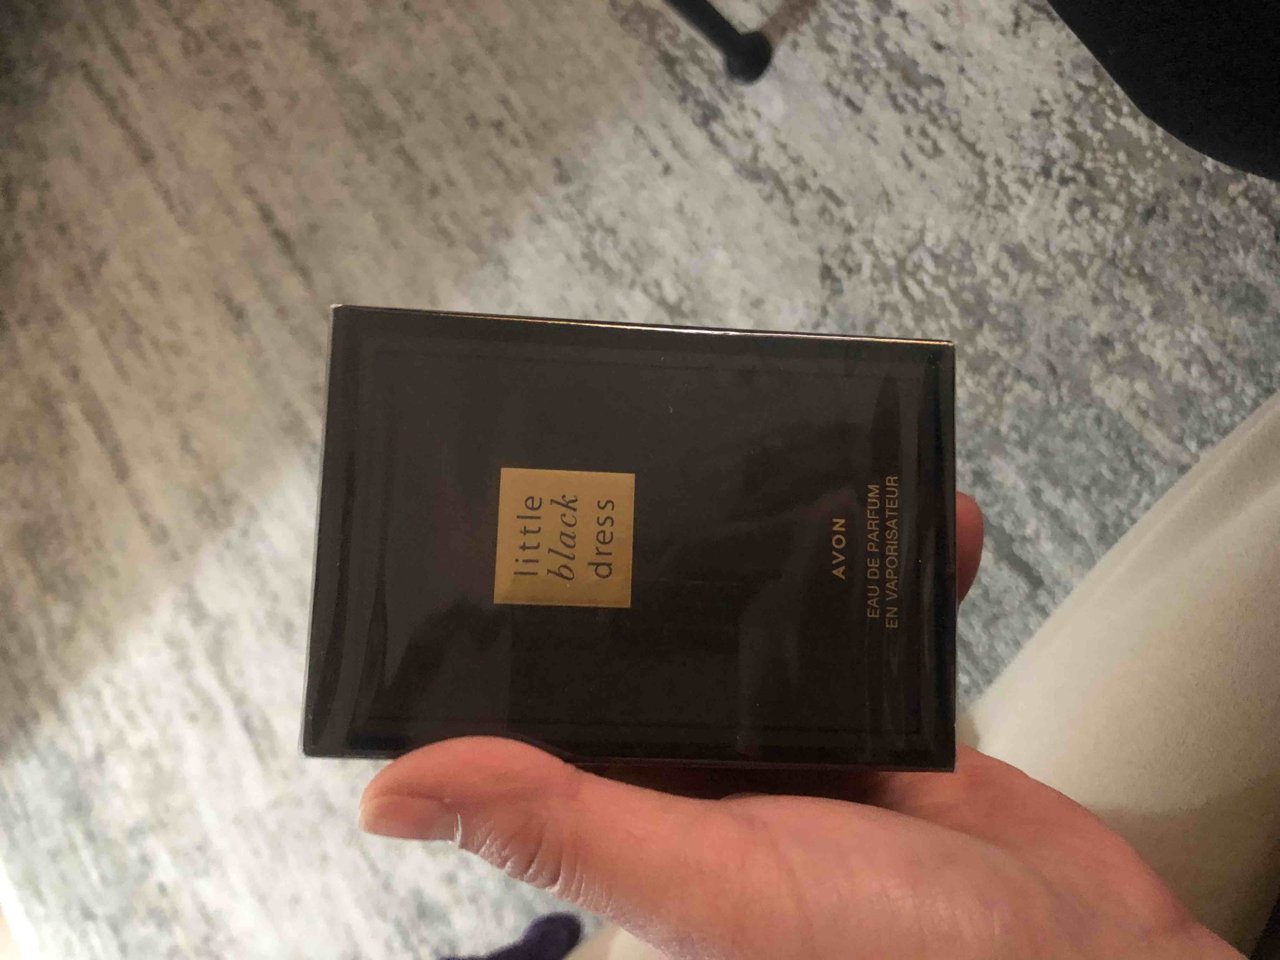 little
black
dress
AVON
EAU DE PARFUM
EN VAPORISATEUR